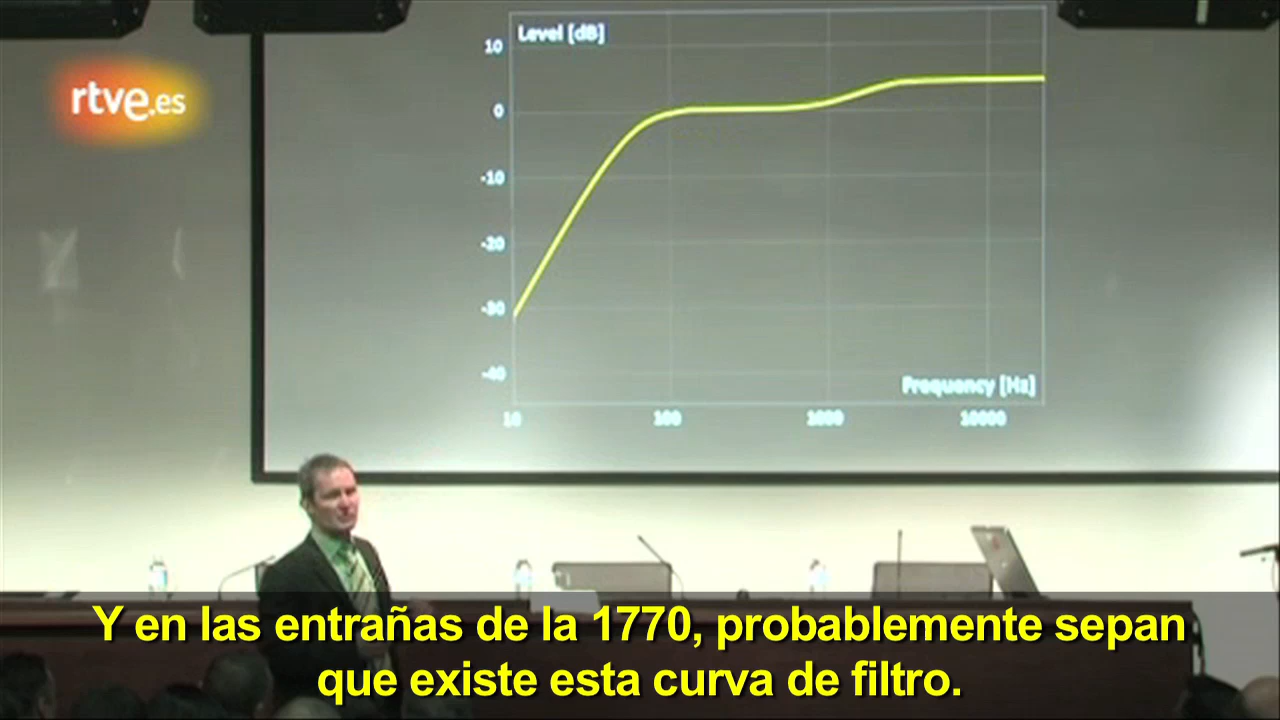 Level [dB]
10
0
-10
-20
-30
-40
Frequency [Hz]
10 100 1000 10000
rtve.es
Y en las entrañas de la 1770, probablemente sepan
que existe esta curva de filtro.